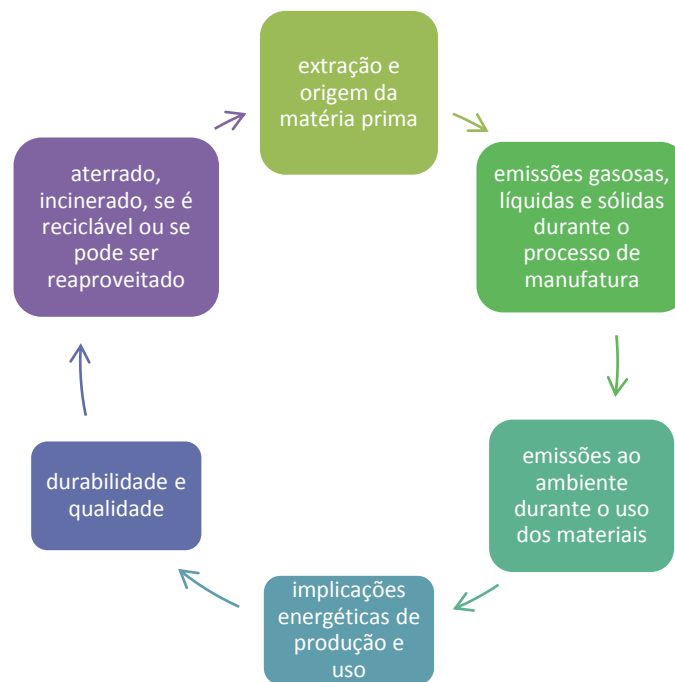 extração e
origem da
matéria prima
emissões gasosas,
líquidas e sólidas
durante o
processo de
manufatura
emissões ao
ambiente
durante o uso
dos materiais
implicações
energéticas de
produção e
uso
durabilidade e
qualidade
aterrado,
incinerado, se é
reciclável ou se
pode ser
reaproveitado